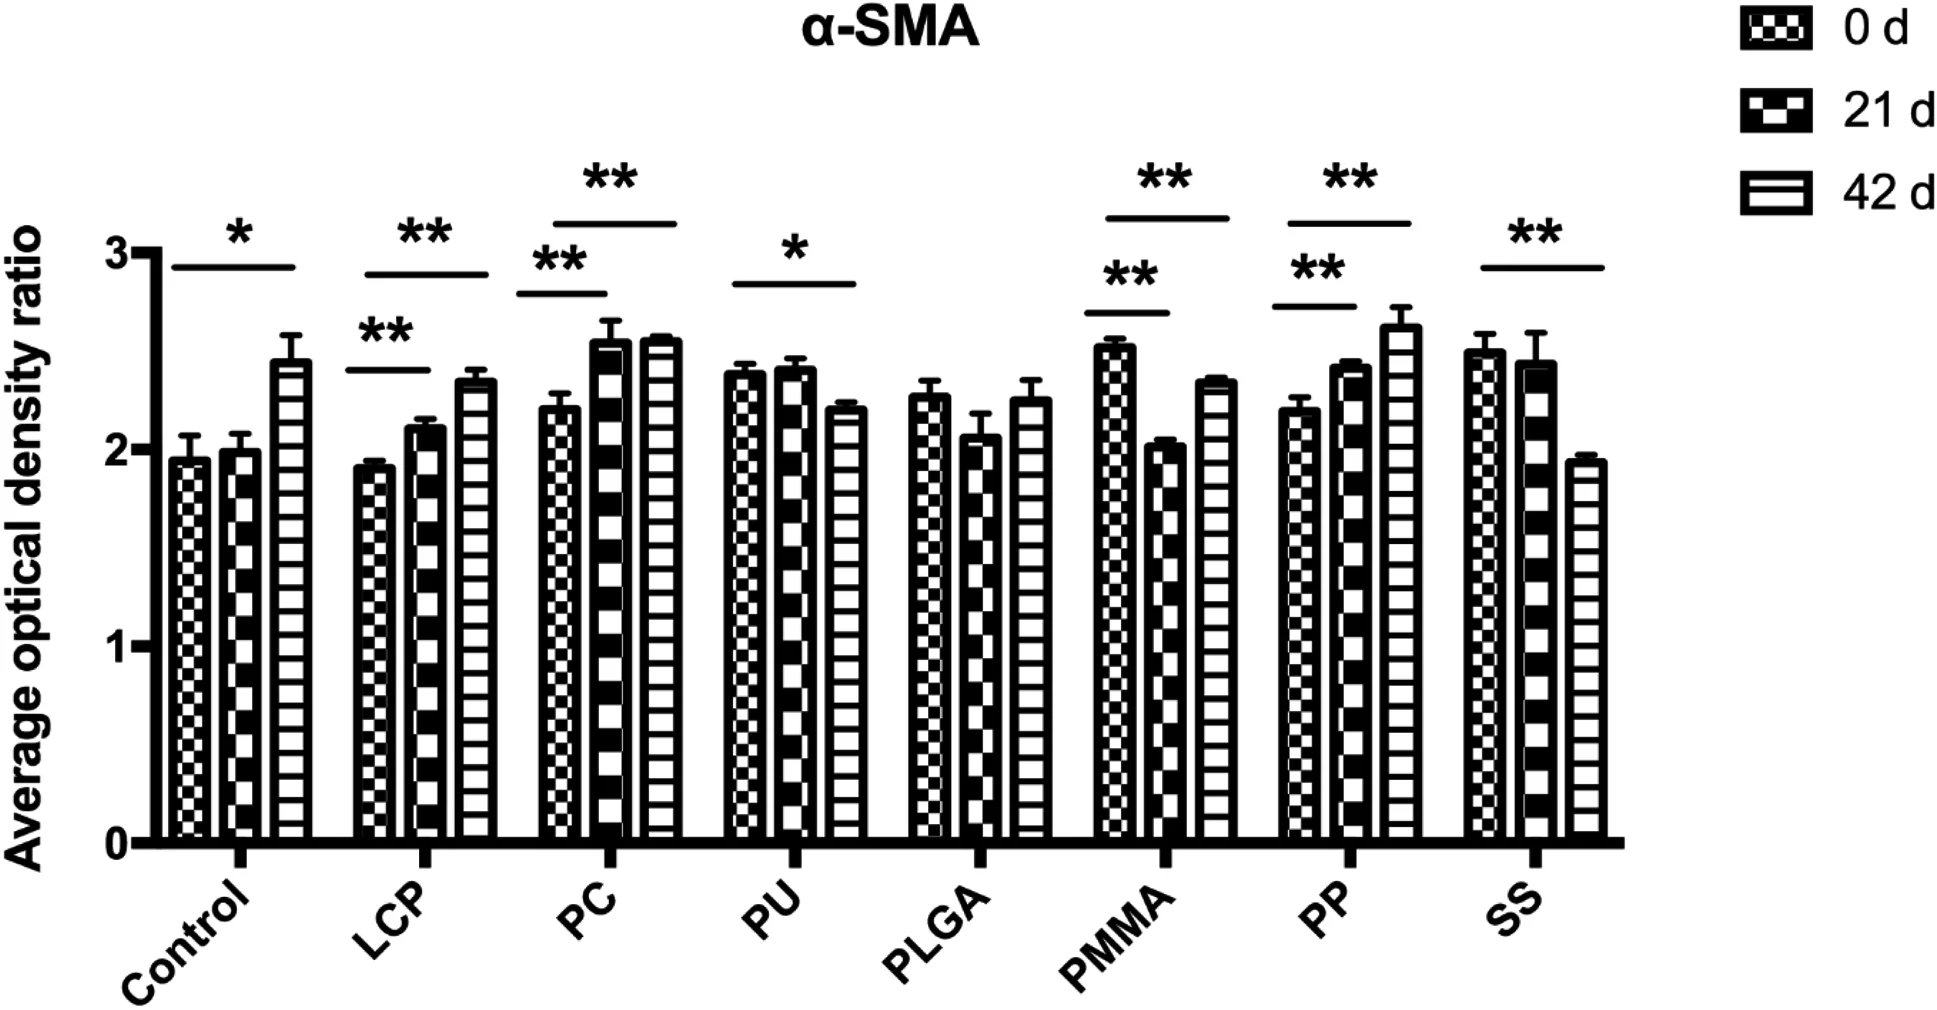 α-SMA
0 d
21 d
42 d
Average optical density ratio
3
2
1
0
*
**
**
**
**
*
**
**
**
**
**
Control
LCP
PC
PU
PLGA
PMMA
PP
SS